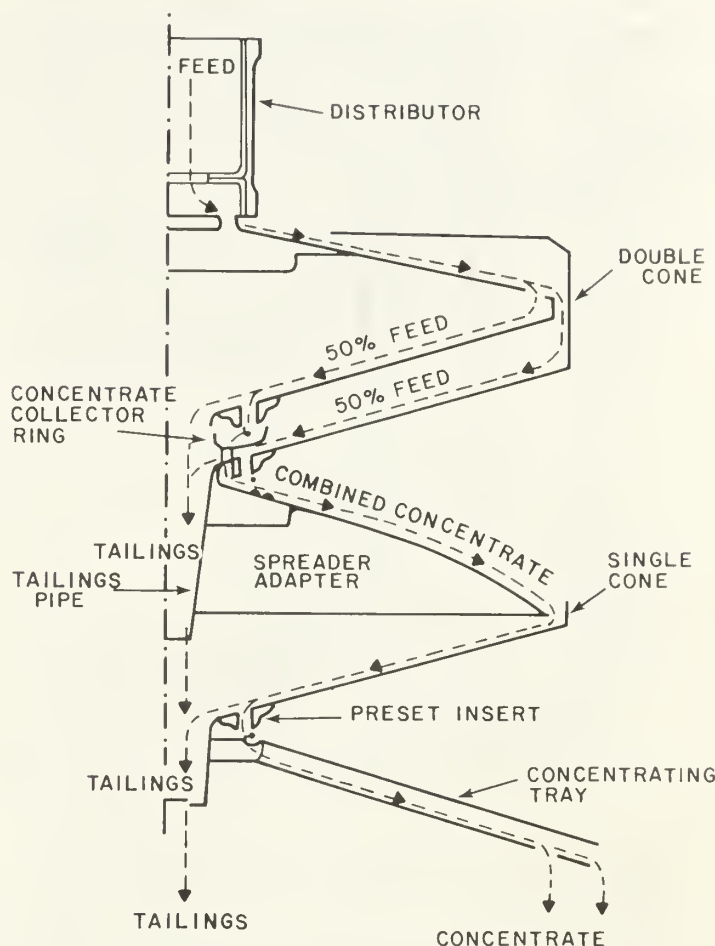 FEED
DISTRIBUTOR
DOUBLE
CONE
50% FEED
50% FEED
CONCENTRATE
COLLECTOR
RING
COMBINED CONCENTRATE
TAILINGS
TAILINGS
PIPE
SPREADER
ADAPTER
SINGLE
CONE
PRESET INSERT
TAILINGS
CONCENTRATING
TRAY
TAILINGS
CONCENTRATE